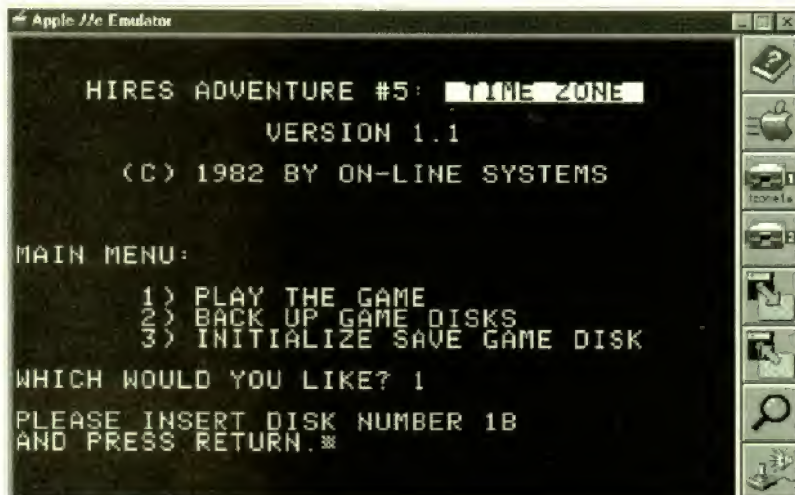 Apple //e Emulator
HIRES ADVENTURE #5: TIME ZONE
VERSION 1.1
(C) 1982 BY ON-LINE SYSTEMS
MAIN MENU:
1) PLAY THE GAME
2) BACK UP GAME DISKS
3) INITIALIZE SAVE GAME DISK
WHICH WOULD YOU LIKE? 1
PLEASE INSERT DISK NUMBER 1B
AND PRESS RETURN.
1
2